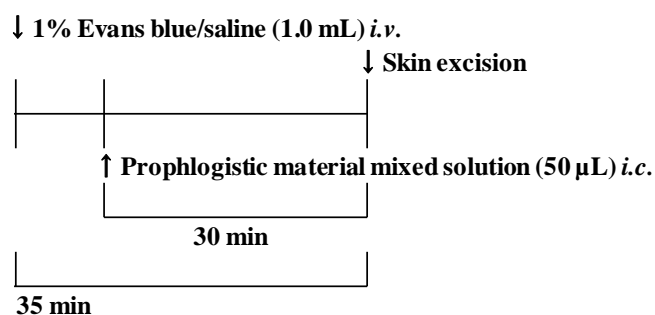 ↓ 1% Evans blue/saline (1.0 mL) i.v.
↓ Skin excision
↑ Prophlogistic material mixed solution (50 µL) i.c.
30 min
35 min